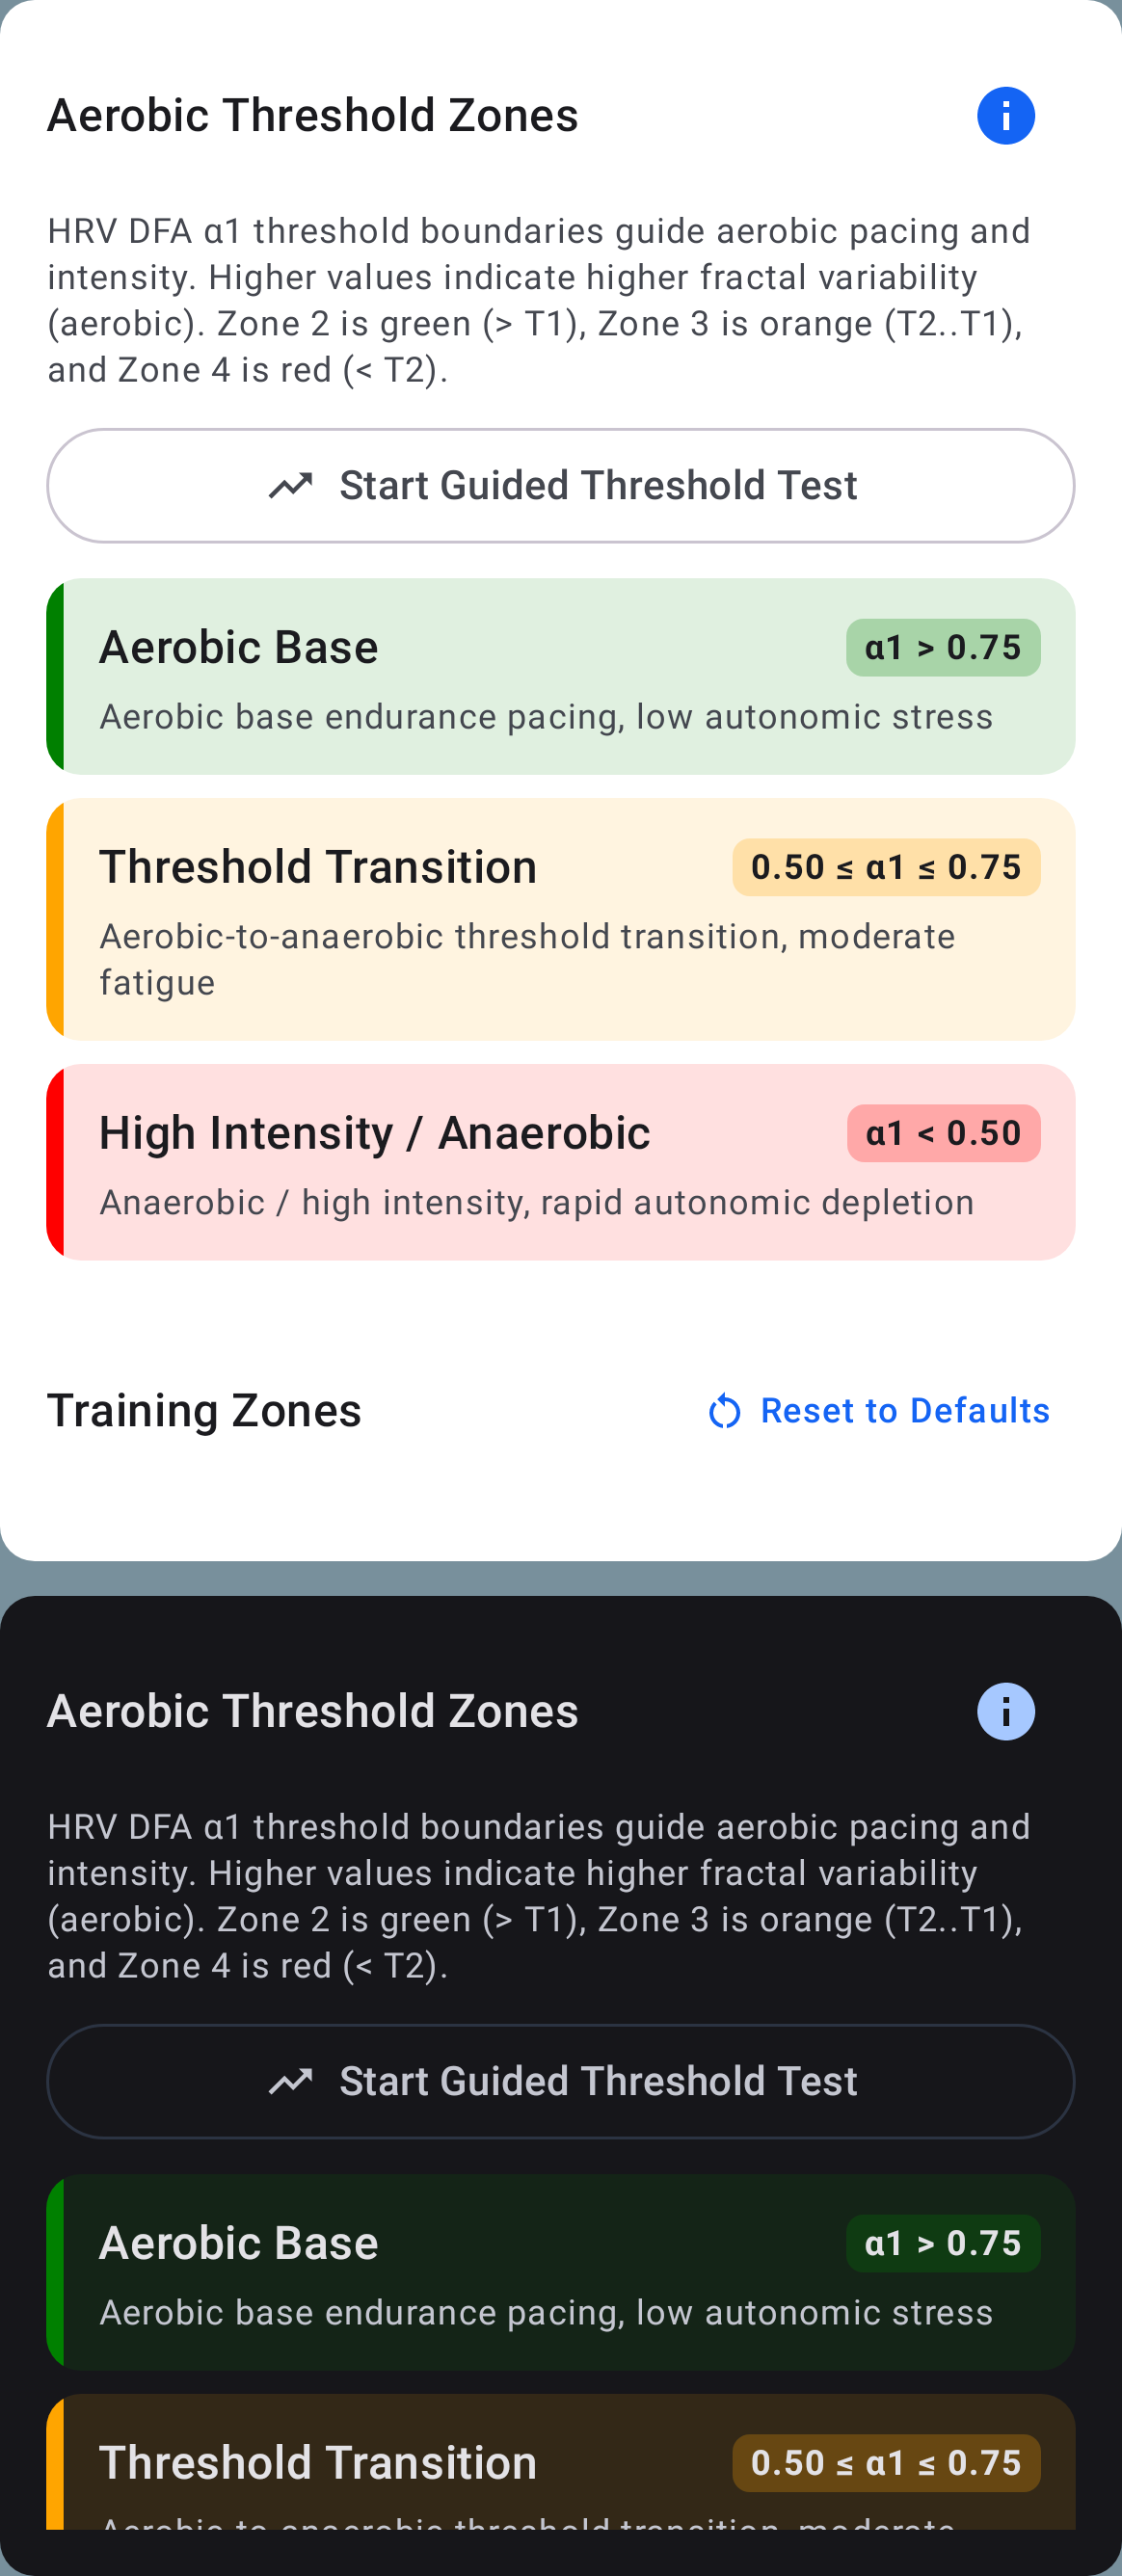 Aerobic Threshold Zones
HRV DFA α1 threshold boundaries guide aerobic pacing and
intensity. Higher values indicate higher fractal variability
(aerobic). Zone 2 is green (> T1), Zone 3 is orange (T2..T1),
and Zone 4 is red (< T2).
Start Guided Threshold Test
Aerobic Base
α1 > 0.75
Aerobic base endurance pacing, low autonomic stress
Threshold Transition
0.50 ≤ α1 ≤ 0.75
Aerobic-to-anaerobic threshold transition, moderate
fatigue
High Intensity / Anaerobic
α1 < 0.50
Anaerobic / high intensity, rapid autonomic depletion
Training Zones
Reset to Defaults
Aerobic Threshold Zones
HRV DFA α1 threshold boundaries guide aerobic pacing and
intensity. Higher values indicate higher fractal variability
(aerobic). Zone 2 is green (> T1), Zone 3 is orange (T2..T1),
and Zone 4 is red (< T2).
Start Guided Threshold Test
Aerobic Base
α1 > 0.75
Aerobic base endurance pacing, low autonomic stress
Threshold Transition
0.50 ≤ α1 ≤ 0.75
Aerobic-to-anaerobic threshold transition, moderate